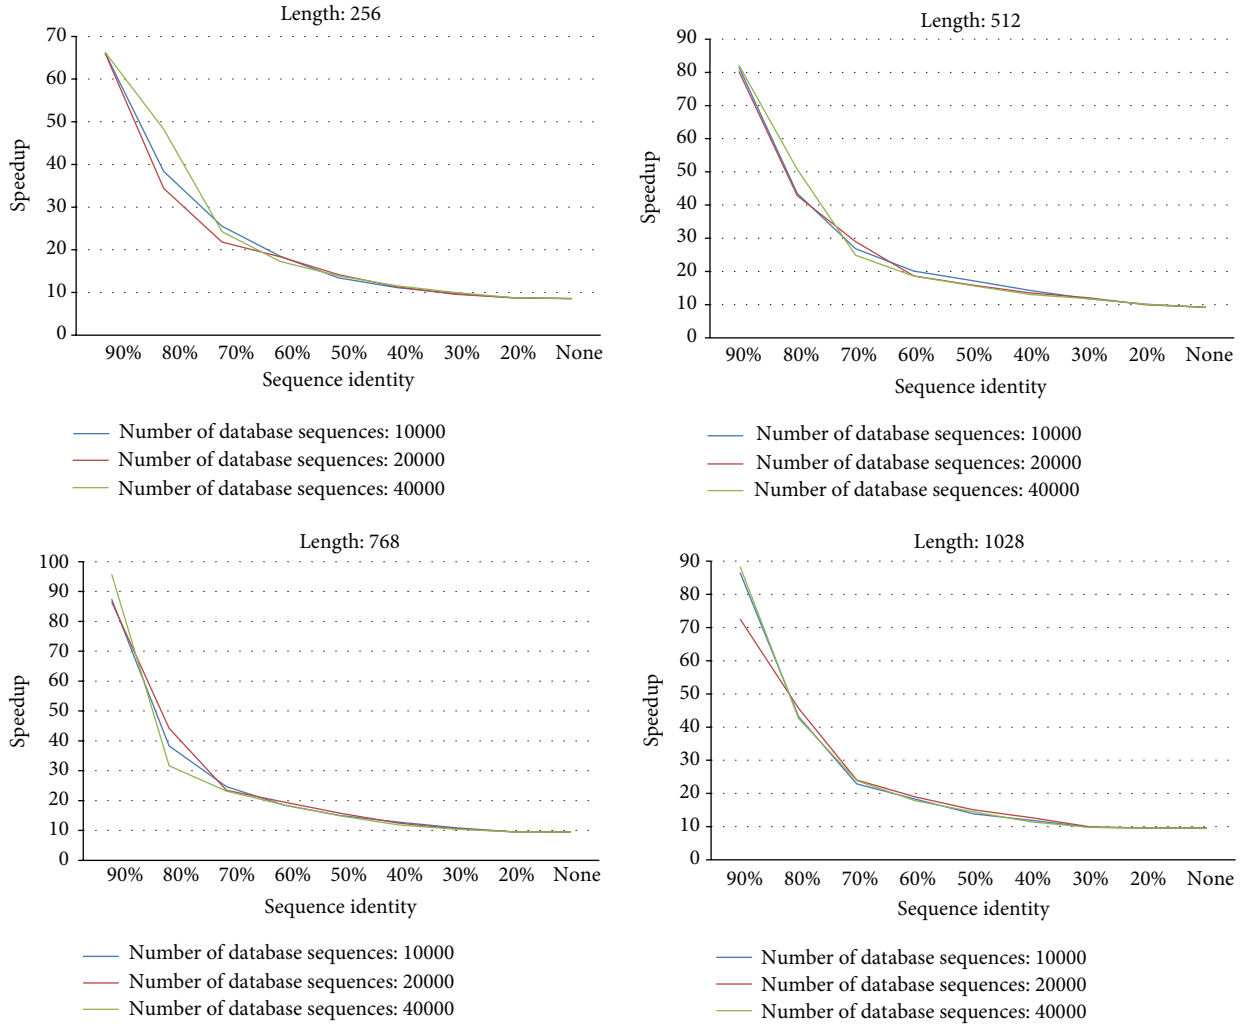 Length: 256
70
60
50
40
30
20
10
0
Speedup
90% 80% 70% 60% 50% 40% 30% 20% None
Sequence identity
Number of database sequences: 10000
Number of database sequences: 20000
Number of database sequences: 40000
Length: 512
90
80
70
60
50
40
30
20
10
0
Speedup
90% 80% 70% 60% 50% 40% 30% 20% None
Sequence identity
Number of database sequences: 10000
Number of database sequences: 20000
Number of database sequences: 40000
Length: 768
100
90
80
70
60
50
40
30
20
10
0
Speedup
90% 80% 70% 60% 50% 40% 30% 20% None
Sequence identity
Number of database sequences: 10000
Number of database sequences: 20000
Number of database sequences: 40000
Length: 1028
90
80
70
60
50
40
30
20
10
0
Speedup
90% 80% 70% 60% 50% 40% 30% 20% None
Sequence identity
Number of database sequences: 10000
Number of database sequences: 20000
Number of database sequences: 40000